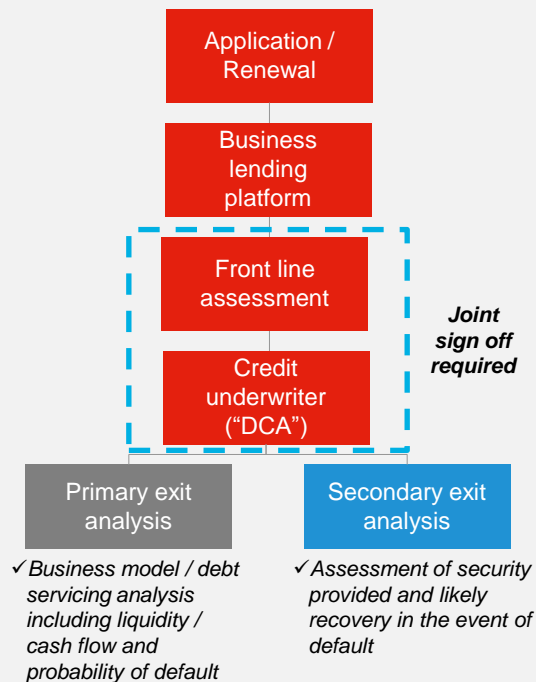 Application /
Renewal
Business
lending
platform
Front line
assessment
Joint
sign off
required
Credit
underwriter
(“DCA”)
Primary exit
analysis
Secondary exit
analysis
✓Business model / debt
servicing analysis
including liquidity /
cash flow and
probability of default
✓Assessment of security
provided and likely
recovery in the event of
default